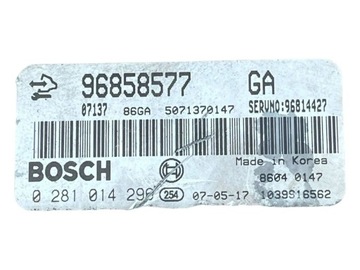 96858577 GA
07137 86GA 5071370147 SERVNO:96814427
Made in Korea
BOSCH 8604 0147
0 281 014 296 254 07-05-17 1039S16562